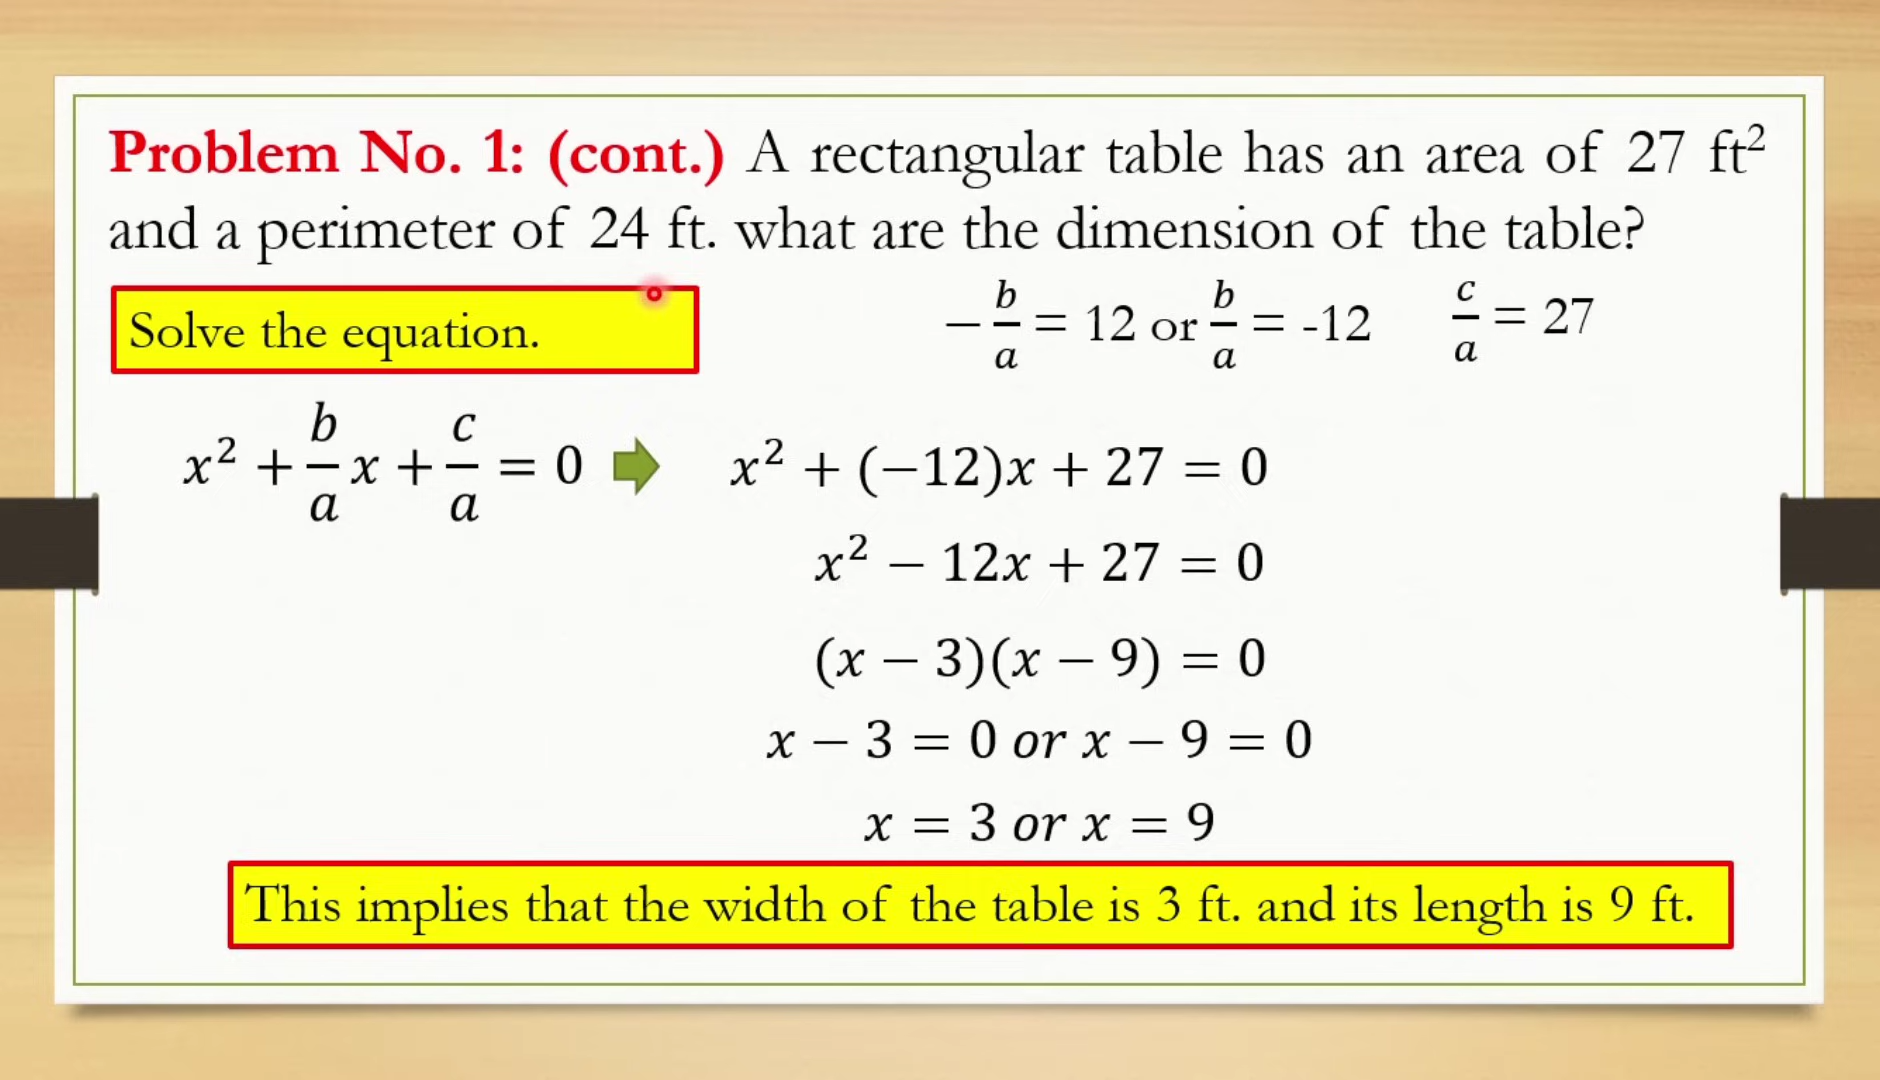 Problem No. 1: (cont.) A rectangular table has an area of 27 ft²
and a perimeter of 24 ft. what are the dimension of the table?
Solve the equation.
−b/a = 12 or b/a = -12 c/a = 27
x² + b/a x + c/a = 0 x² + (−12)x + 27 = 0
x² − 12x + 27 = 0
(x − 3)(x − 9) = 0
x − 3 = 0 or x − 9 = 0
x = 3 or x = 9
This implies that the width of the table is 3 ft. and its length is 9 ft.